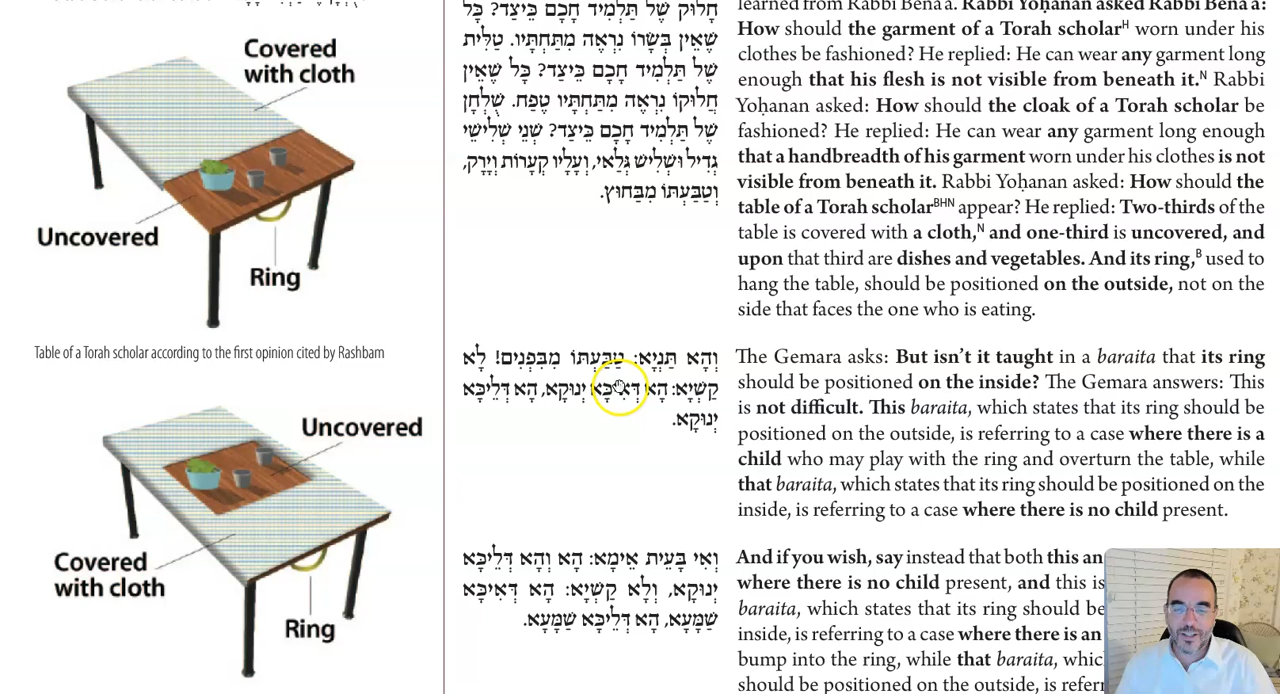 Covered
with cloth
Uncovered
Ring
Table of a Torah scholar according to the first opinion cited by Rashbam
Uncovered
Covered
with cloth
Ring
חָלוּק שֶׁל תַּלְמִיד חָכָם כֵּיצַד? כָּל
שֶׁאֵין בְּשָׂרוֹ נִרְאֶה מִתַּחְתָּיו. טַלִּית
שֶׁל תַּלְמִיד חָכָם כֵּיצַד? כָּל שֶׁאֵין
חֲלוּקוֹ נִרְאֶה מִתַּחְתָּיו טֶפַח. שֻׁלְחָן
שֶׁל תַּלְמִיד חָכָם כֵּיצַד? שְׁנֵי שְׁלִישֵׁי
גְּדִיל וּשְׁלִישׁ גְּלַאי, וְעָלָיו קְעָרוֹת וְיָרָק,
וְטַבַּעְתּוֹ מִבַּחוּץ.
וְהָא תַּנְיָא: טַבַּעְתּוֹ מִבִּפְנִים! לָא
קַשְׁיָא: הָא דְּאִיכָּא יָנוֹקָא, הָא דְּלֵיכָּא
יָנוֹקָא.
וְאִי בָּעֵית אֵימָא: הָא וְהָא דְּלֵיכָּא
יָנוֹקָא, וְלָא קַשְׁיָא: הָא דְּאִיכָּא
שַׁמָּעָא, הָא דְּלֵיכָּא שַׁמָּעָא.
learned from Rabbi Bena'a. Rabbi Yoḥanan asked Rabbi Bena'a:
How should the garment of a Torah scholarᴴ worn under his
clothes be fashioned? He replied: He can wear any garment long
enough that his flesh is not visible from beneath it.ᴺ Rabbi
Yoḥanan asked: How should the cloak of a Torah scholar be
fashioned? He replied: He can wear any garment long enough
that a handbreadth of his garment worn under his clothes is not
visible from beneath it. Rabbi Yoḥanan asked: How should the
table of a Torah scholarᴮᴴᴺ appear? He replied: Two-thirds of the
table is covered with a cloth,ᴺ and one-third is uncovered, and
upon that third are dishes and vegetables. And its ring,ᴮ used to
hang the table, should be positioned on the outside, not on the
side that faces the one who is eating.
The Gemara asks: But isn't it taught in a baraita that its ring
should be positioned on the inside? The Gemara answers: This
is not difficult. This baraita, which states that its ring should be
positioned on the outside, is referring to a case where there is a
child who may play with the ring and overturn the table, while
that baraita, which states that its ring should be positioned on the
inside, is referring to a case where there is no child present.
And if you wish, say instead that both this an
where there is no child present, and this is
baraita, which states that its ring should be
inside, is referring to a case where there is an
bump into the ring, while that baraita, whic
should be positioned on the outside, is refer